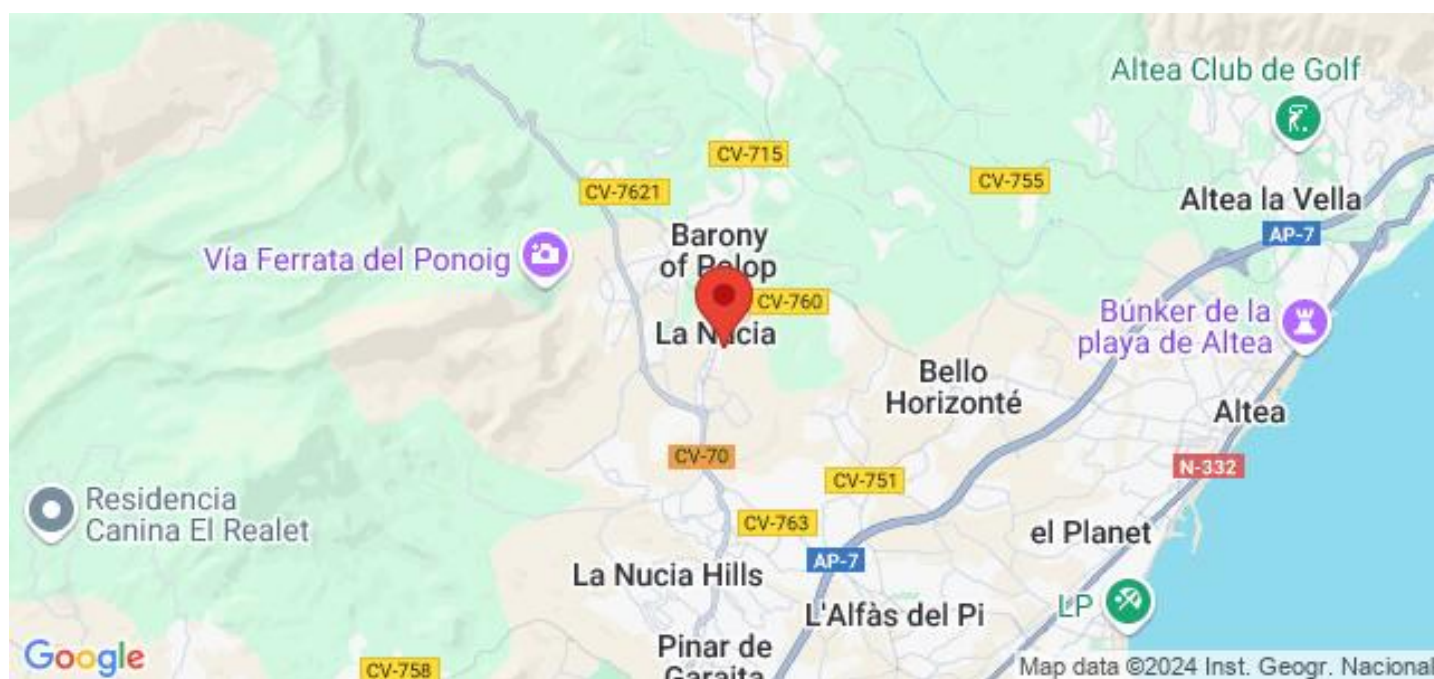 Altea Club de Golf
CV-715
CV-755
CV-7621
Altea la Vella
AP-7
Barony
of Polop
Vía Ferrata del Ponoig
CV-760
La Nucia
Búnker de la
playa de Altea
Bello
Horizonté
Altea
CV-70
N-332
CV-751
Residencia
Canina El Realet
CV-763
el Planet
AP-7
La Nucia Hills
LP
L'Alfàs del Pi
Pinar de
Garaita
Google
CV-758
Map data ©2024 Inst. Geogr. Nacional